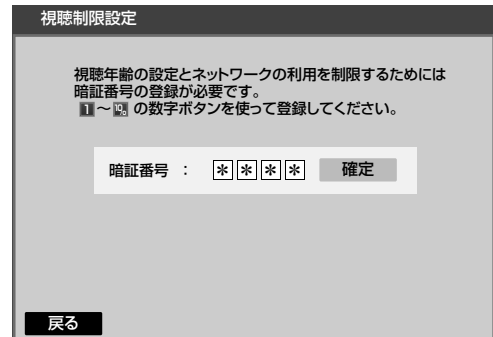 視聴制限設定
視聴年齢の設定とネットワークの利用を制限するためには
暗証番号の登録が必要です。
1～10 の数字ボタンを使って登録してください。
暗証番号 ： ＊＊＊＊ 確定
戻る